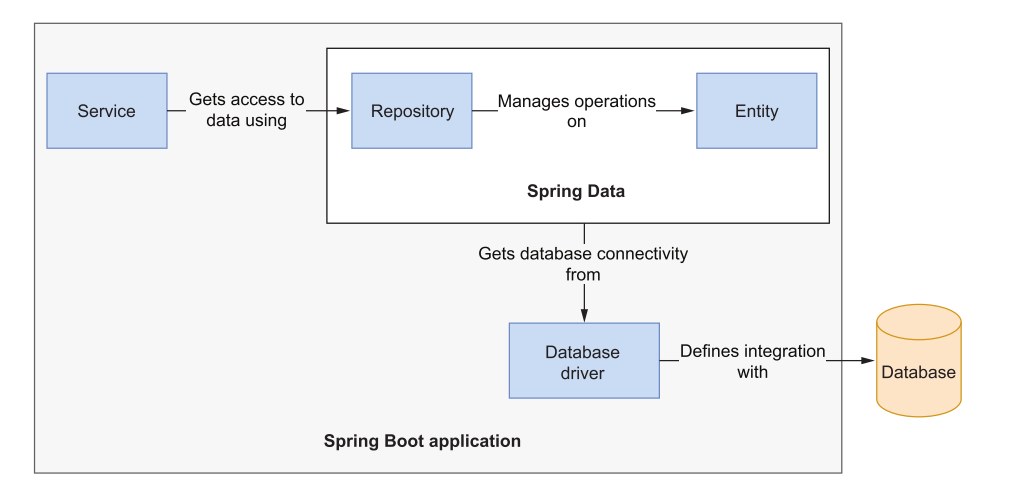 Service
Gets access to
data using
Repository
Manages operations
on
Entity
Spring Data
Gets database connectivity
from
Database
driver
Defines integration
with
Database
Spring Boot application